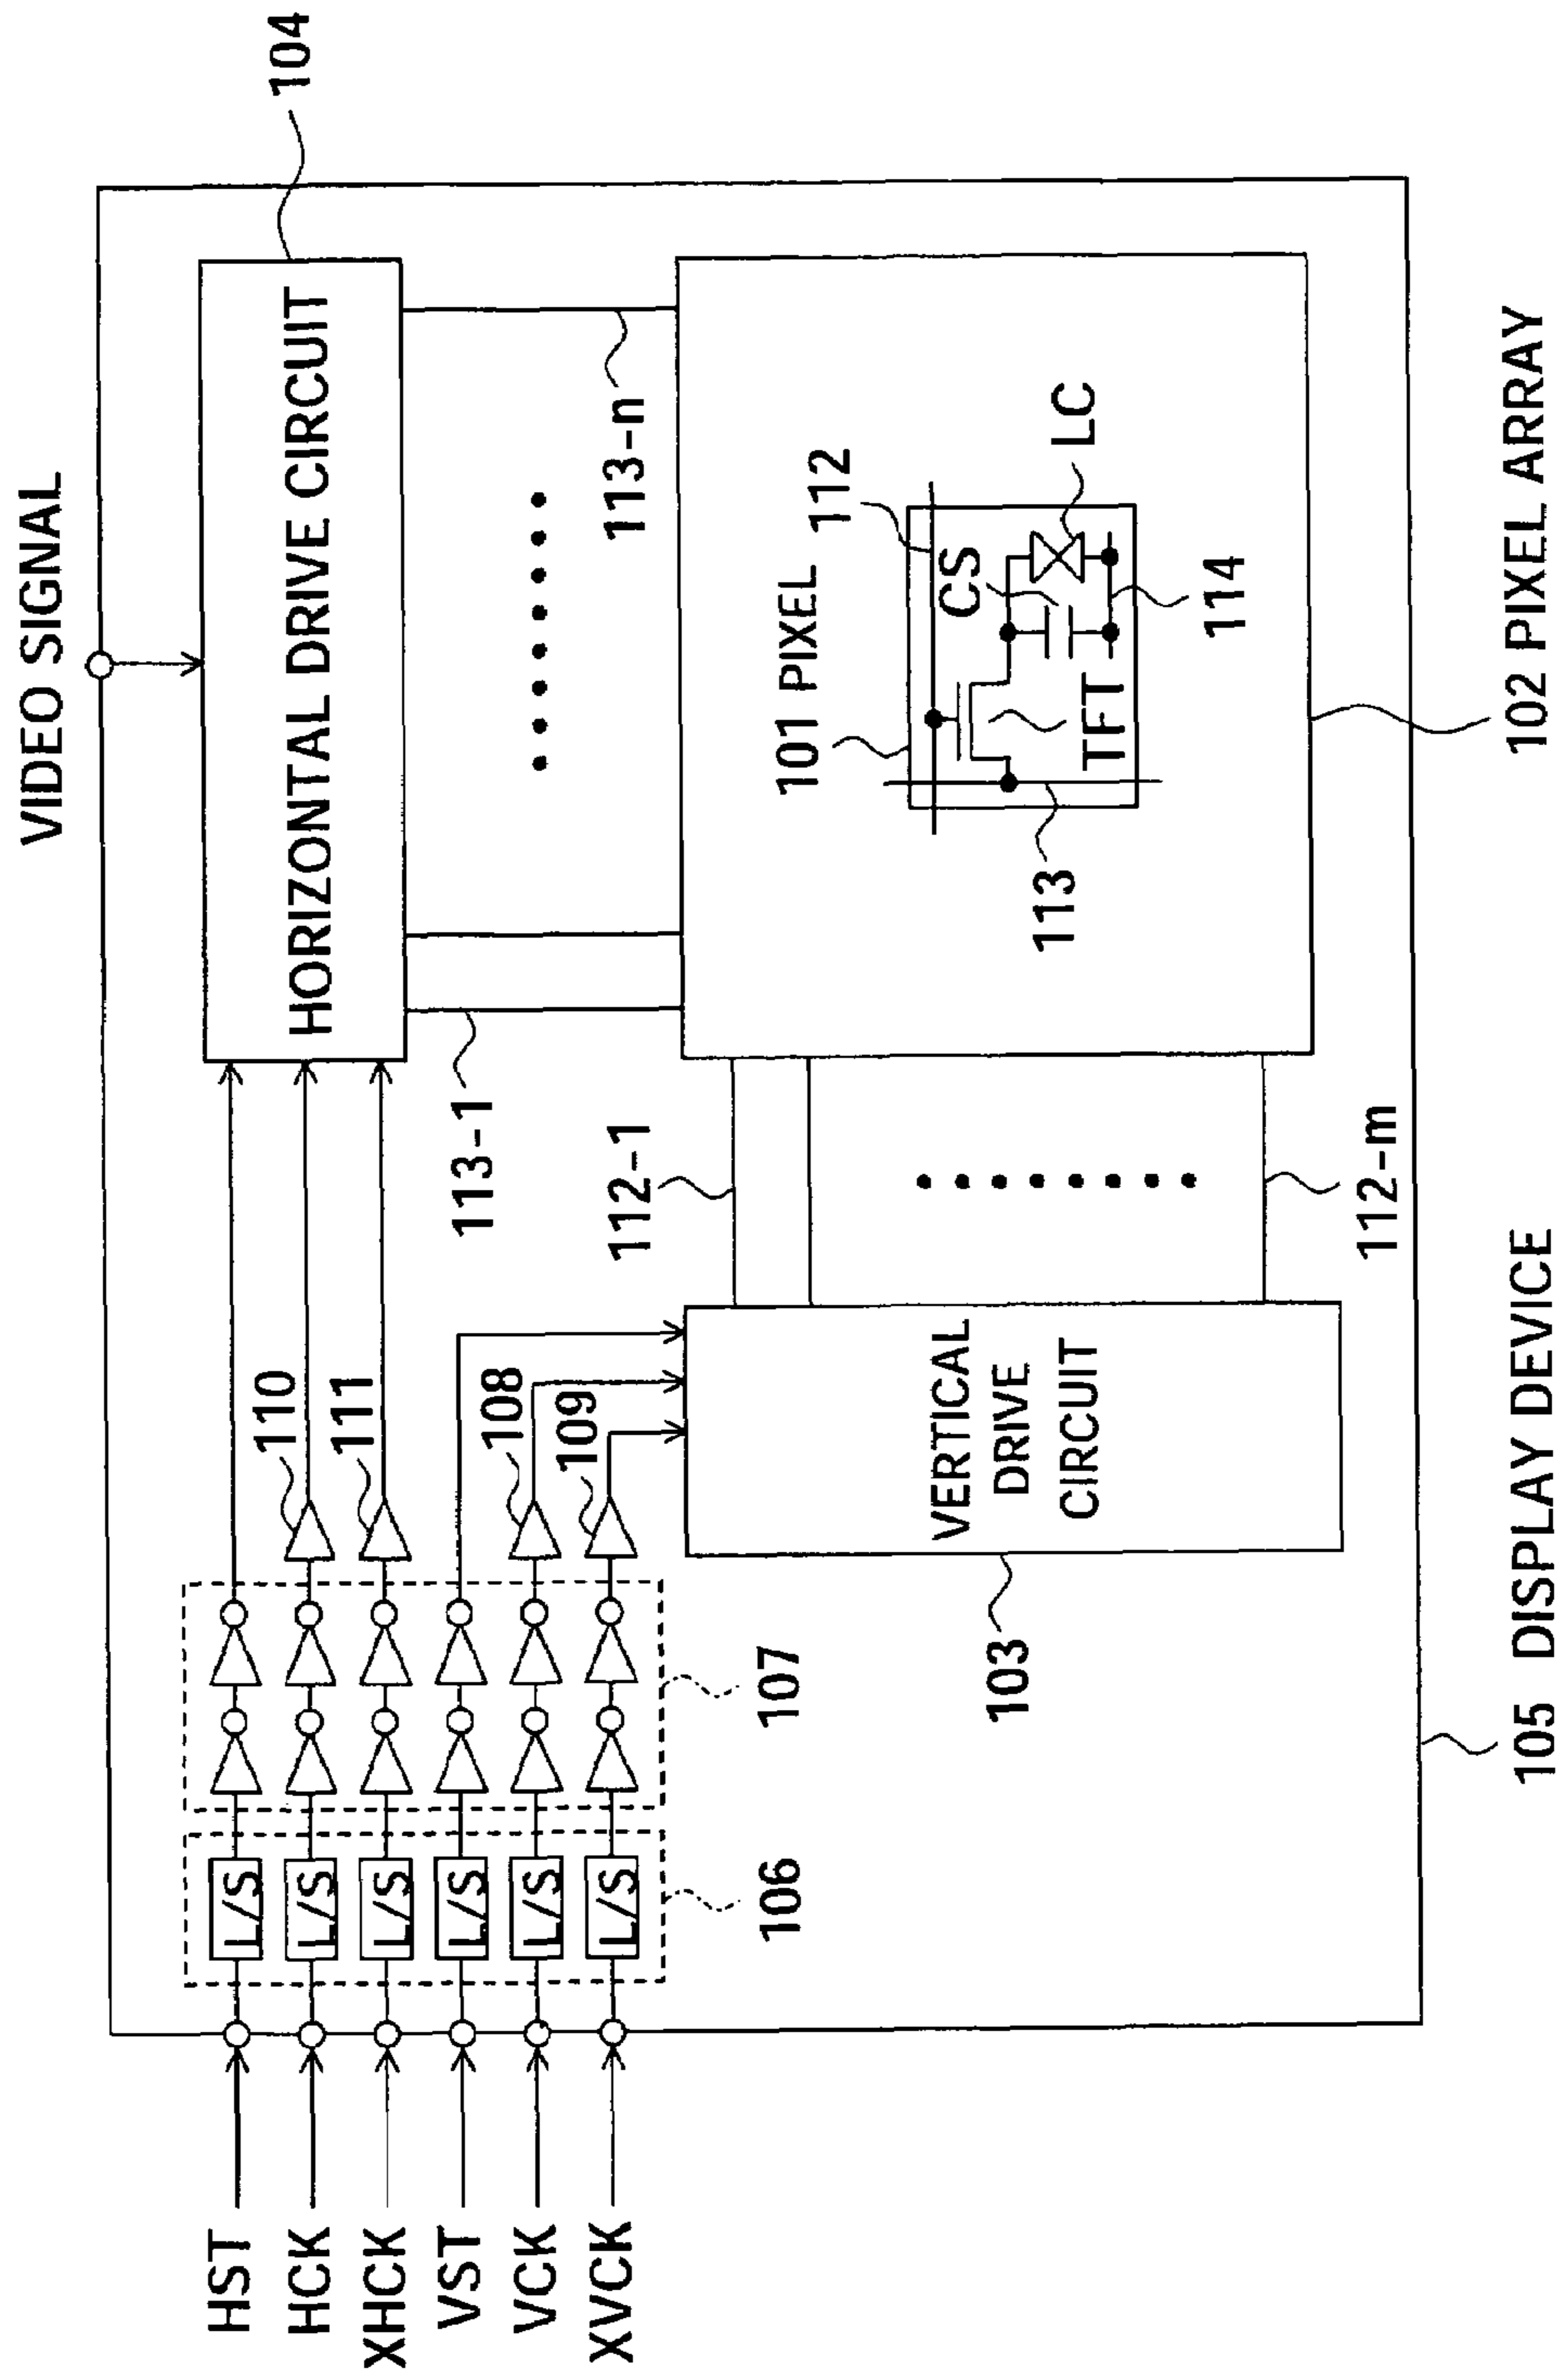 VIDEO SIGNAL
104
HORIZONTAL DRIVE CIRCUIT
HST
HCK
XHCK
VST
VCK
XVCK
L/S
L/S
L/S
L/S
L/S
L/S
106
107
110
111
108
109
113-1
113-n
112-1
112-m
VERTICAL
DRIVE
CIRCUIT
103
101 PIXEL
112
CS
LC
TFT
113
114
102 PIXEL ARRAY
105 DISPLAY DEVICE